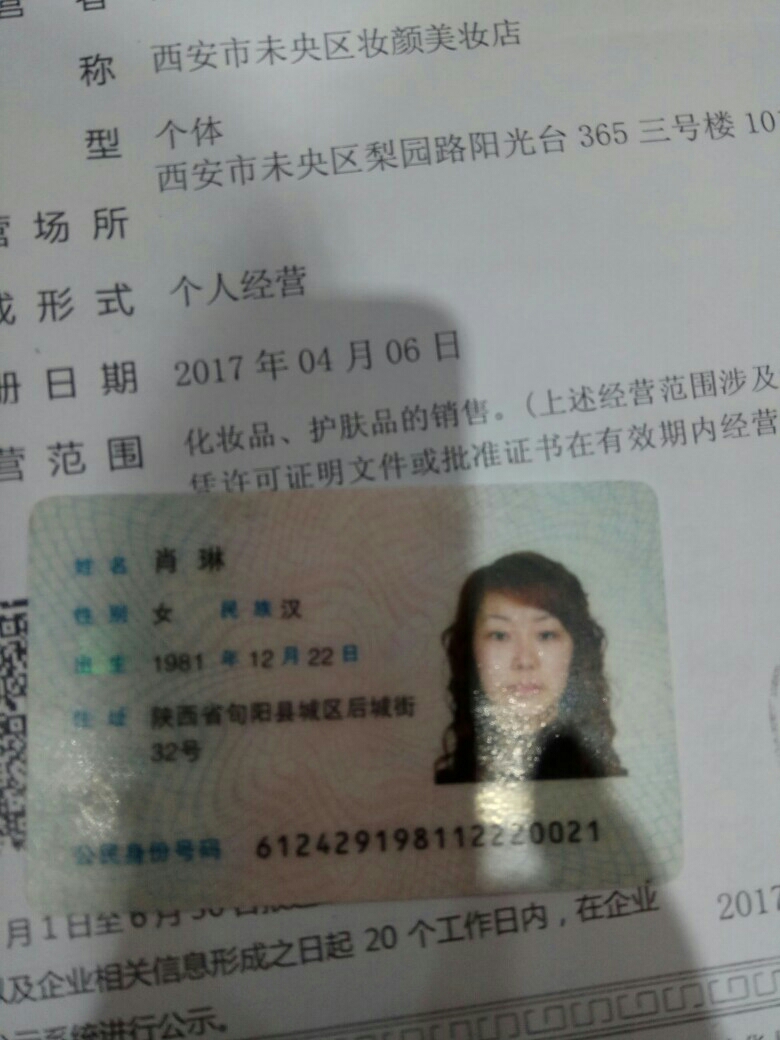 营 者
称 西安市未央区妆颜美妆店
型 个体
西安市未央区梨园路阳光台 365 三号楼 101
营场所
成形式 个人经营
册日期 2017 年 04 月 06 日
营范围 化妆品、护肤品的销售。(上述经营范围涉及
凭许可证明文件或批准证书在有效期内经营
姓名 肖琳
性别 女 民族 汉
出生 1981 年 12 月 22 日
住址 陕西省旬阳县城区后城街
32号
公民身份号码 612429198112220021
月 1 日至 6 月 30 日
以及企业相关信息形成之日起 20 个工作日内，在企业
2017
示系统进行公示。